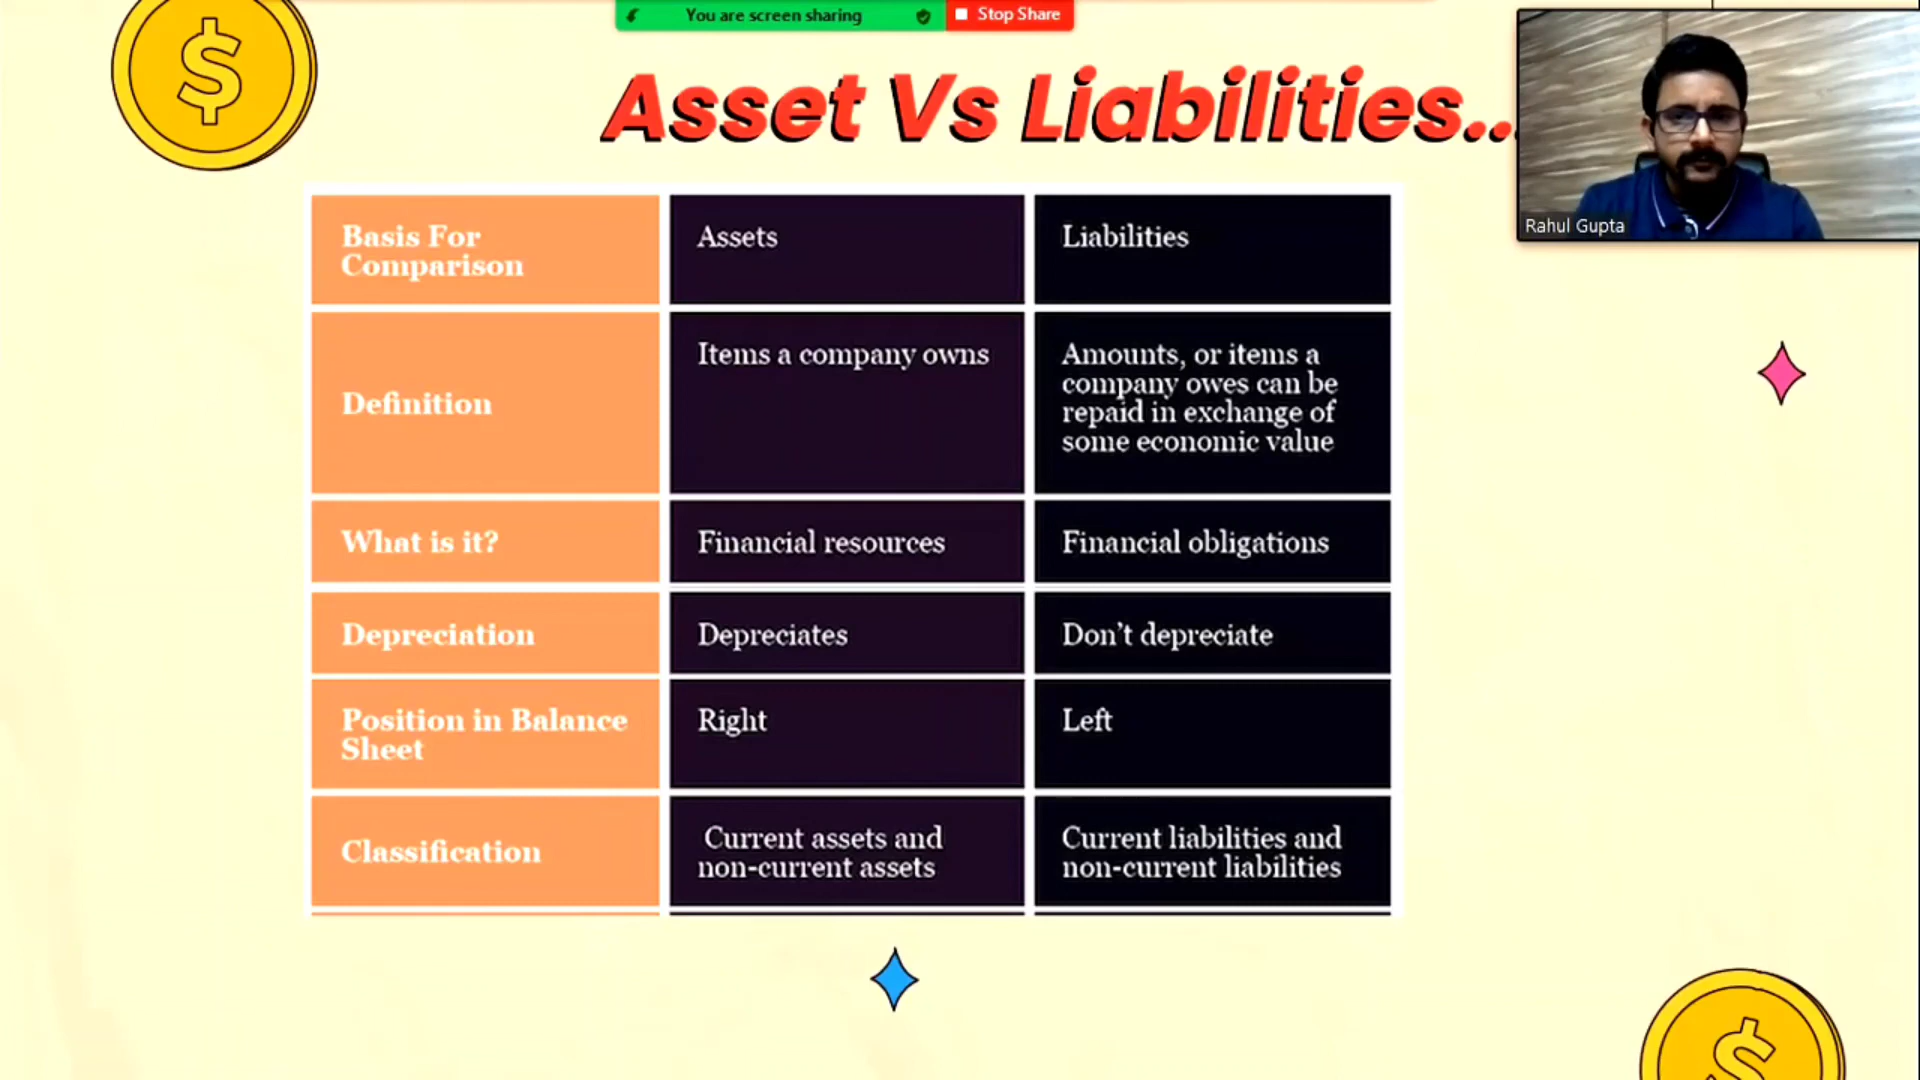 You are screen sharing
Stop Share
Asset Vs Liabilities...
Rahul Gupta
Basis For
Comparison
Assets
Liabilities
Definition
Items a company owns
Amounts, or items a
company owes can be
repaid in exchange of
some economic value
What is it?
Financial resources
Financial obligations
Depreciation
Depreciates
Don't depreciate
Position in Balance
Sheet
Right
Left
Classification
Current assets and
non-current assets
Current liabilities and
non-current liabilities
$
$